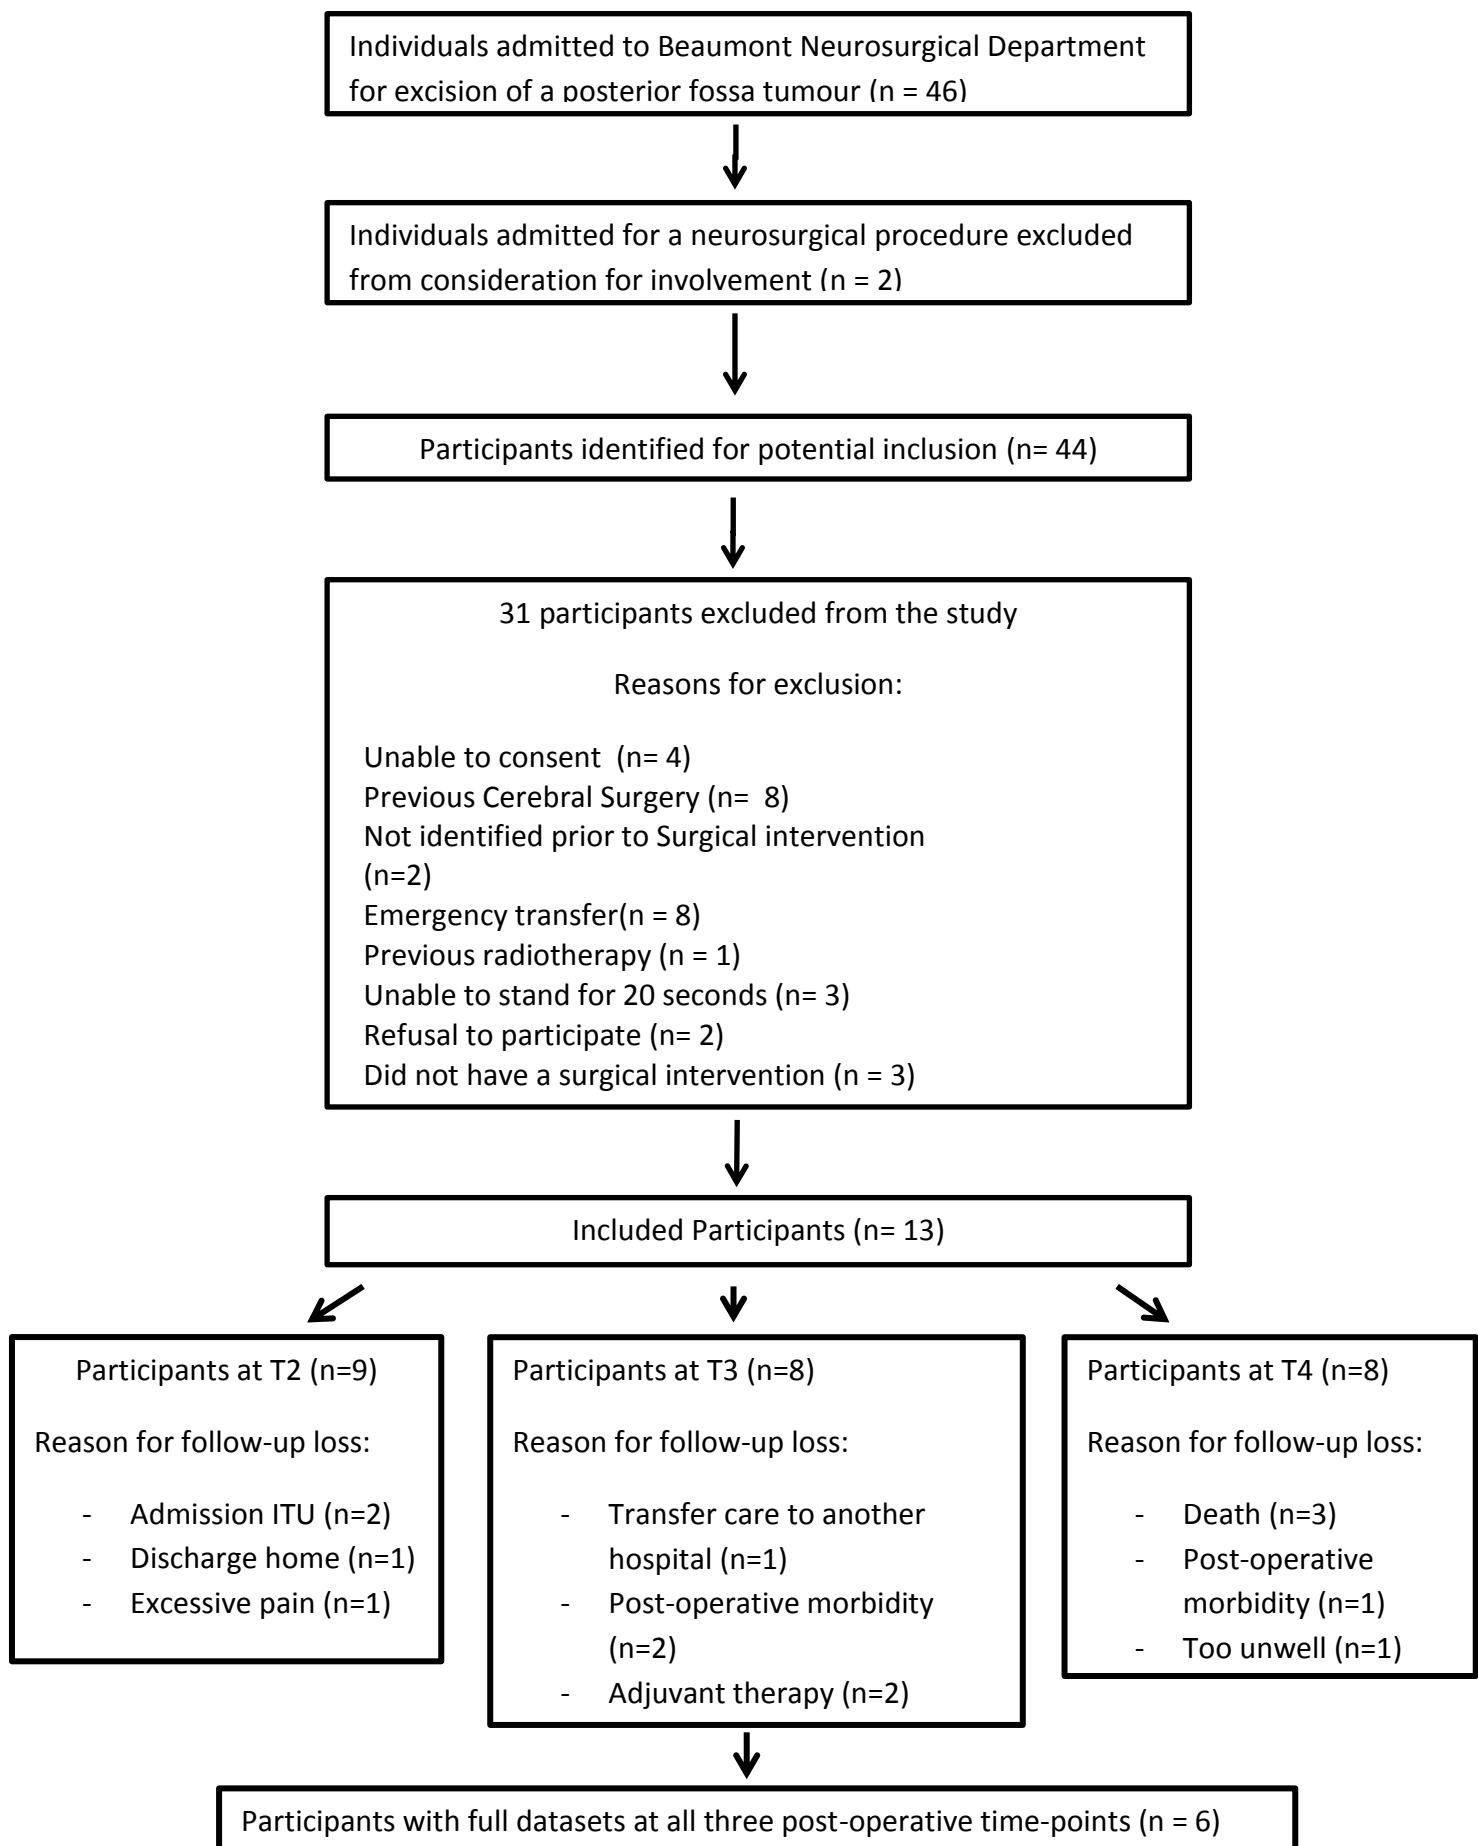 Individuals admitted to Beaumont Neurosurgical Department
for excision of a posterior fossa tumour (n = 46)
Individuals admitted for a neurosurgical procedure excluded
from consideration for involvement (n = 2)
Participants identified for potential inclusion (n= 44)
31 participants excluded from the study
Reasons for exclusion:
Unable to consent  (n= 4)
Previous Cerebral Surgery (n=  8)
Not identified prior to Surgical intervention
(n=2)
Emergency transfer(n = 8)
Previous radiotherapy (n = 1)
Unable to stand for 20 seconds (n= 3)
Refusal to participate (n= 2)
Did not have a surgical intervention (n = 3)
Included Participants (n= 13)
Participants at T2 (n=9)
Reason for follow-up loss:
- Admission ITU (n=2)
- Discharge home (n=1)
- Excessive pain (n=1)
Participants at T3 (n=8)
Reason for follow-up loss:
- Transfer care to another
hospital (n=1)
- Post-operative morbidity
(n=2)
- Adjuvant therapy (n=2)
Participants at T4 (n=8)
Reason for follow-up loss:
- Death (n=3)
- Post-operative
morbidity (n=1)
- Too unwell (n=1)
Participants with full datasets at all three post-operative time-points (n = 6)